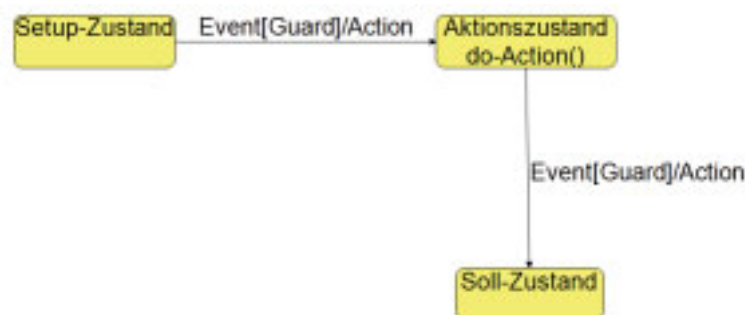 Setup-Zustand
Event[Guard]/Action
Aktionszustand
do-Action()
Event[Guard]/Action
Soll-Zustand